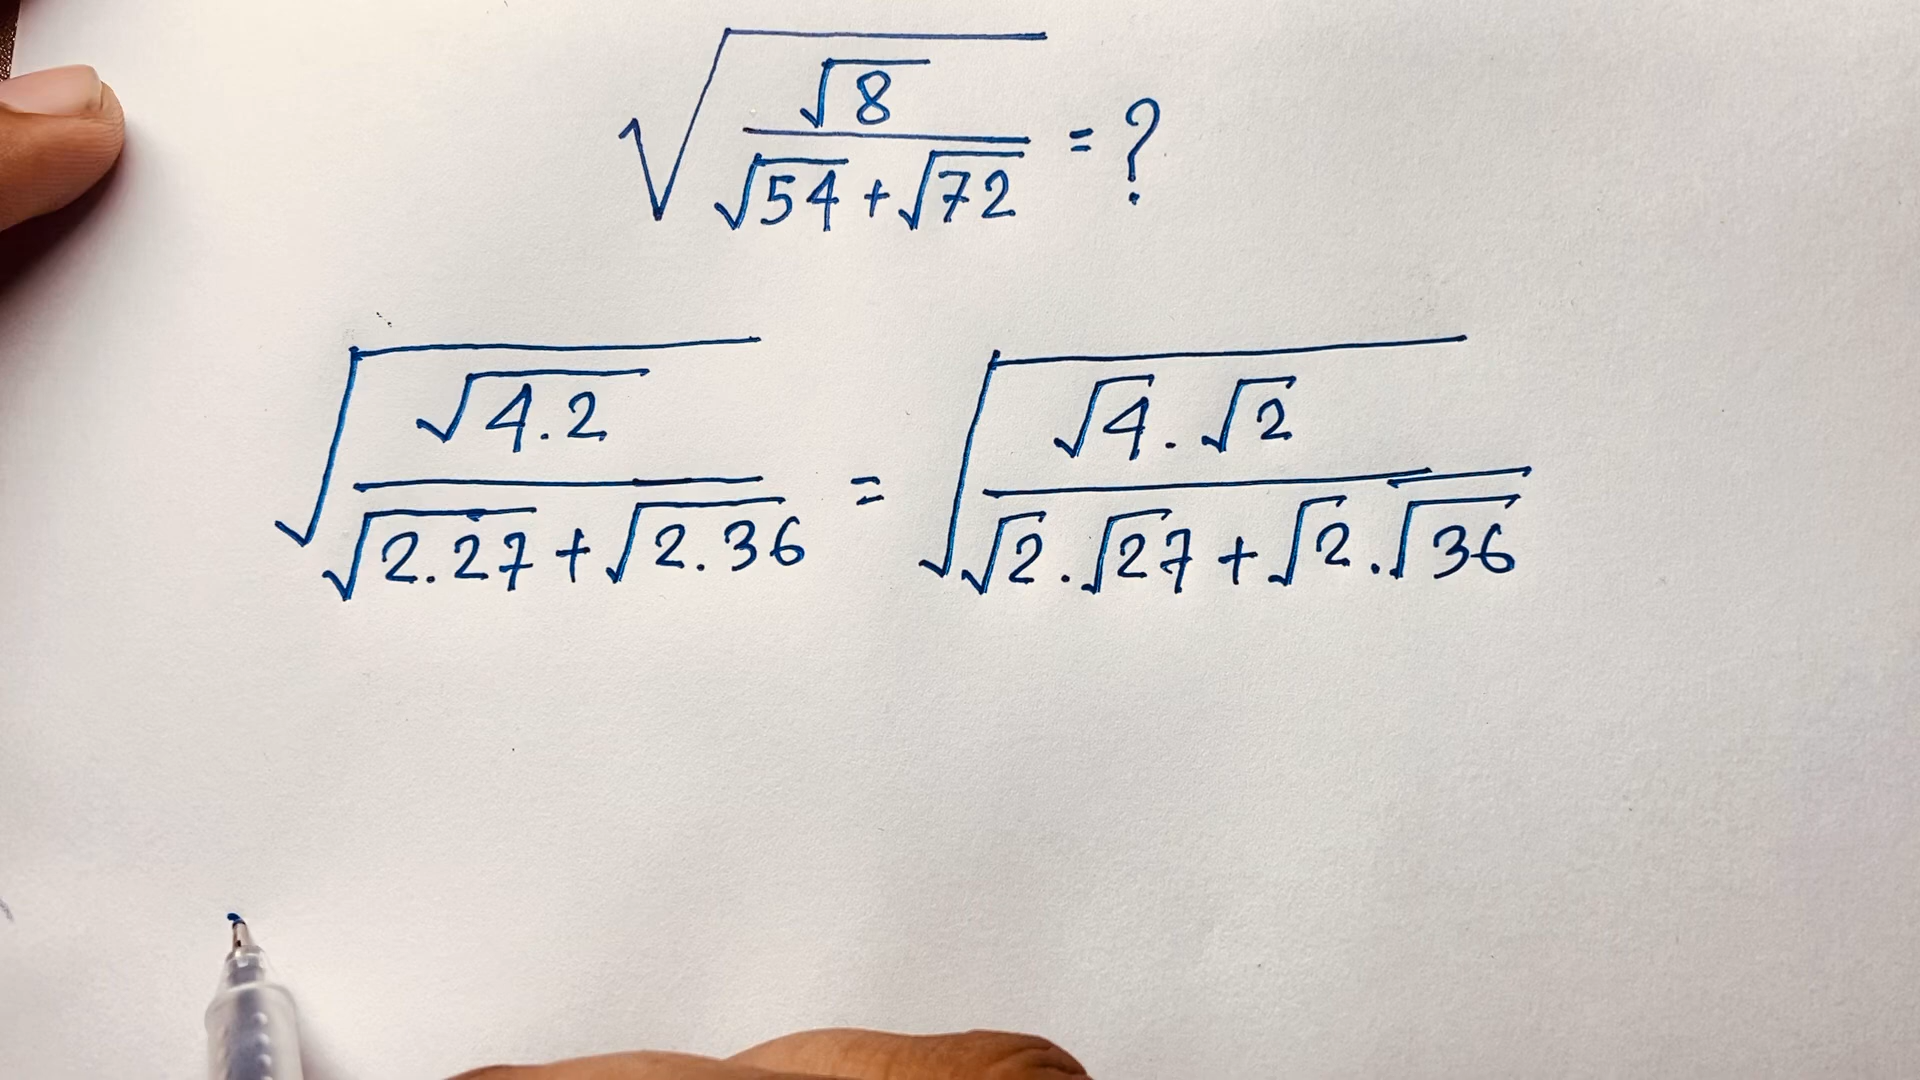 √(√8 / (√54 + √72)) = ?
√(√4.2 / (√2.27 + √2.36)) = √(√4 . √2 / (√2 . √27 + √2 . √36))